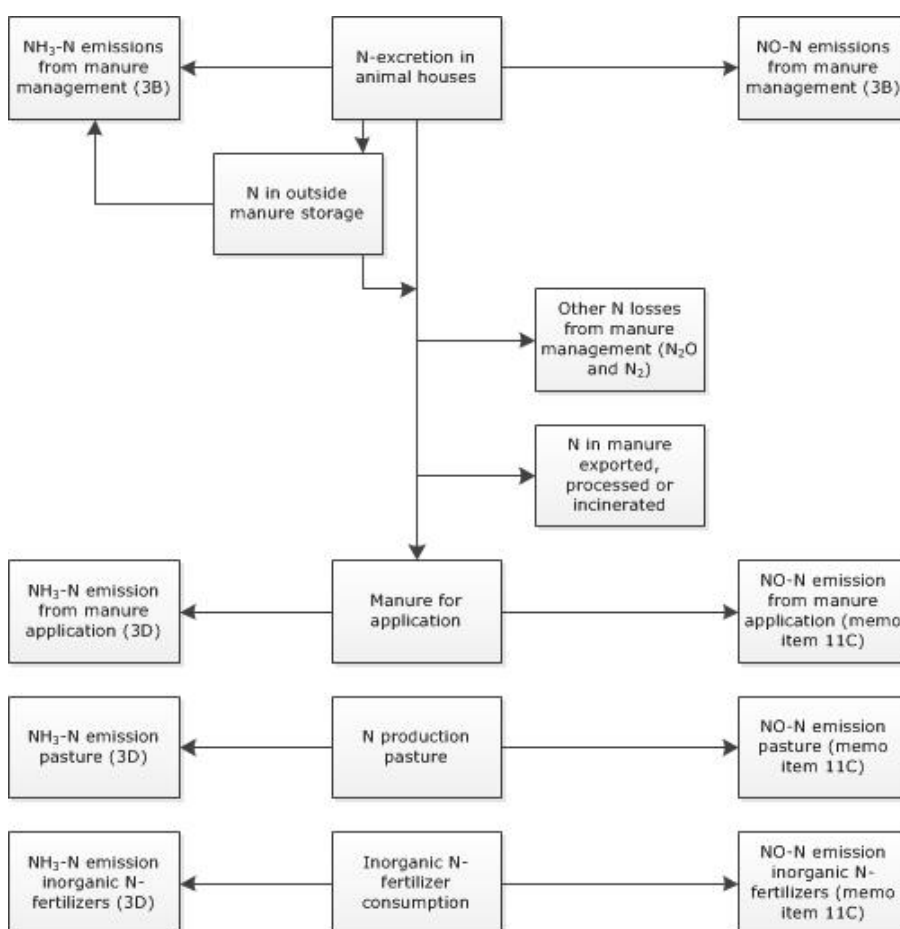 NH₃-N emissions
from manure
management (3B)
N-excretion in
animal houses
NO-N emissions
from manure
management (3B)
N in outside
manure storage
Other N losses
from manure
management (N₂O
and N₂)
N in manure
exported,
processed or
incinerated
NH₃-N emission
from manure
application (3D)
Manure for
application
NO-N emission
from manure
application (memo
item 11C)
NH₃-N emission
pasture (3D)
N production
pasture
NO-N emission
pasture (memo
item 11C)
NH₃-N emission
inorganic N-
fertilizers (3D)
Inorganic N-
fertilizer
consumption
NO-N emission
inorganic N-
fertilizers (memo
item 11C)